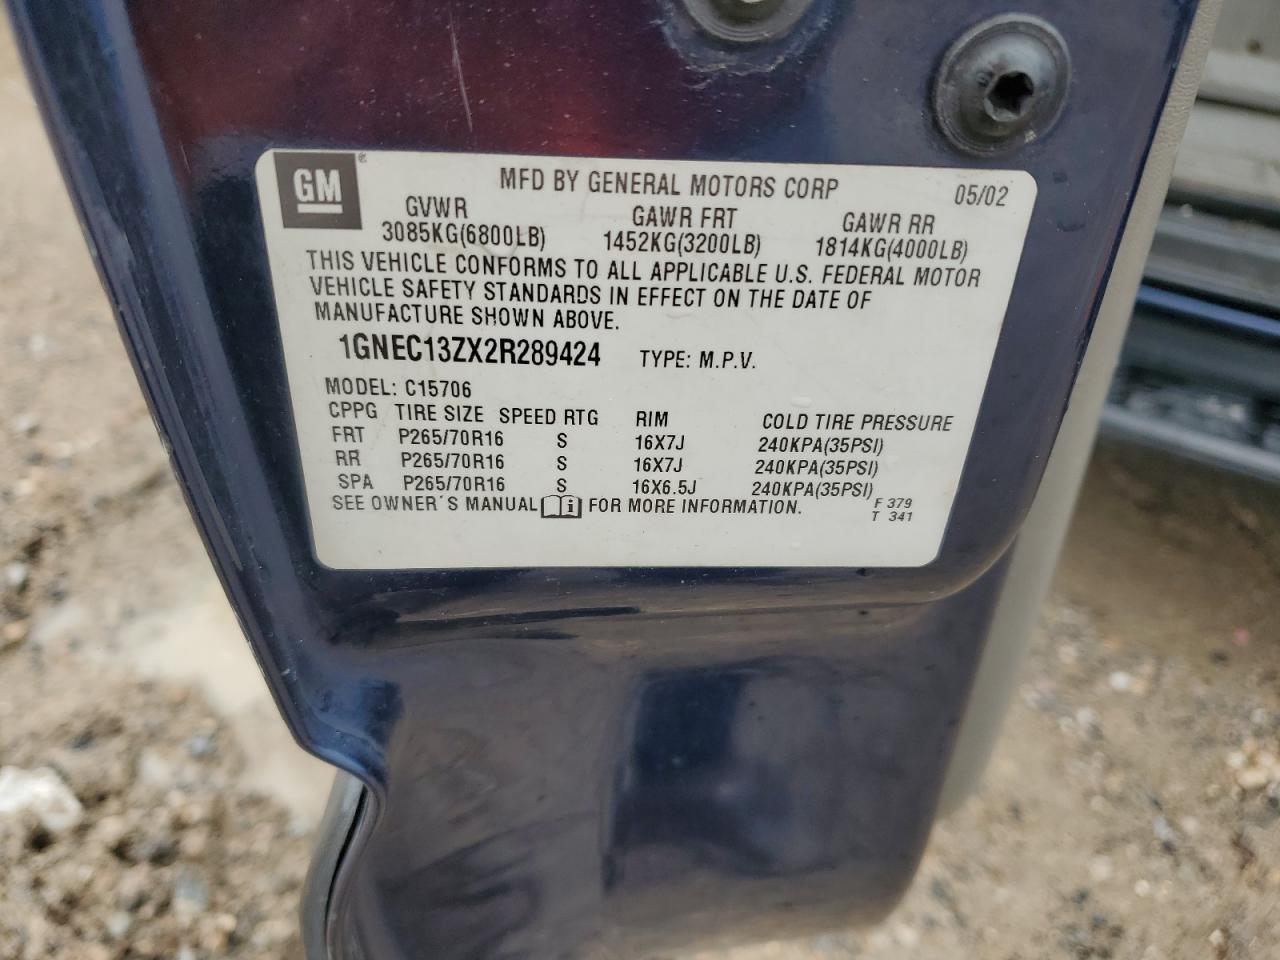 GM®
MFD BY GENERAL MOTORS CORP 05/02
GVWR GAWR FRT GAWR RR
3085KG(6800LB) 1452KG(3200LB) 1814KG(4000LB)
THIS VEHICLE CONFORMS TO ALL APPLICABLE U.S. FEDERAL MOTOR
VEHICLE SAFETY STANDARDS IN EFFECT ON THE DATE OF
MANUFACTURE SHOWN ABOVE.
1GNEC13ZX2R289424 TYPE: M.P.V.
MODEL: C15706
CPPG TIRE SIZE SPEED RTG RIM COLD TIRE PRESSURE
FRT P265/70R16 S 16X7J 240KPA(35PSI)
RR P265/70R16 S 16X7J 240KPA(35PSI)
SPA P265/70R16 S 16X6.5J 240KPA(35PSI)
SEE OWNER´S MANUAL i FOR MORE INFORMATION.
F 379
T 341